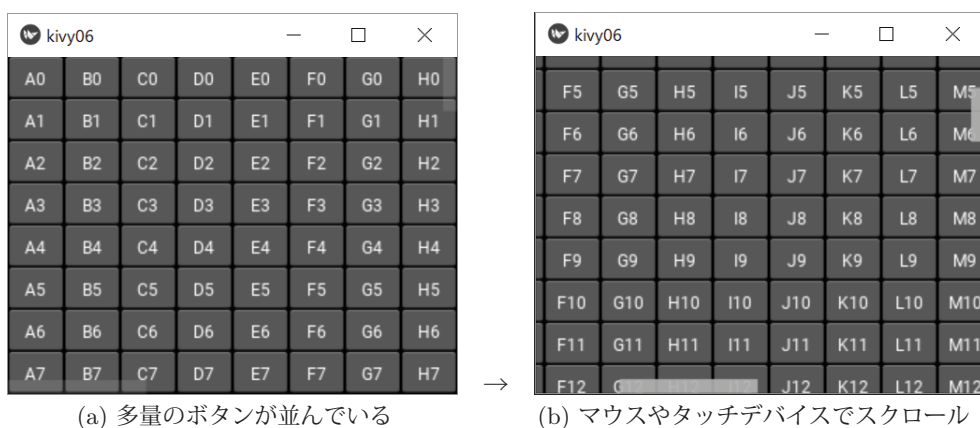 kivy06
A0 B0 C0 D0 E0 F0 G0 H0
A1 B1 C1 D1 E1 F1 G1 H1
A2 B2 C2 D2 E2 F2 G2 H2
A3 B3 C3 D3 E3 F3 G3 H3
A4 B4 C4 D4 E4 F4 G4 H4
A5 B5 C5 D5 E5 F5 G5 H5
A6 B6 C6 D6 E6 F6 G6 H6
A7 B7 C7 D7 E7 F7 G7 H7
(a) 多量のボタンが並んでいる
→
kivy06
F5 G5 H5 I5 J5 K5 L5 M5
F6 G6 H6 I6 J6 K6 L6 M6
F7 G7 H7 I7 J7 K7 L7 M7
F8 G8 H8 I8 J8 K8 L8 M8
F9 G9 H9 I9 J9 K9 L9 M9
F10 G10 H10 I10 J10 K10 L10 M10
F11 G11 H11 I11 J11 K11 L11 M11
F12 G12 H12 I12 J12 K12 L12 M12
(b) マウスやタッチデバイスでスクロール